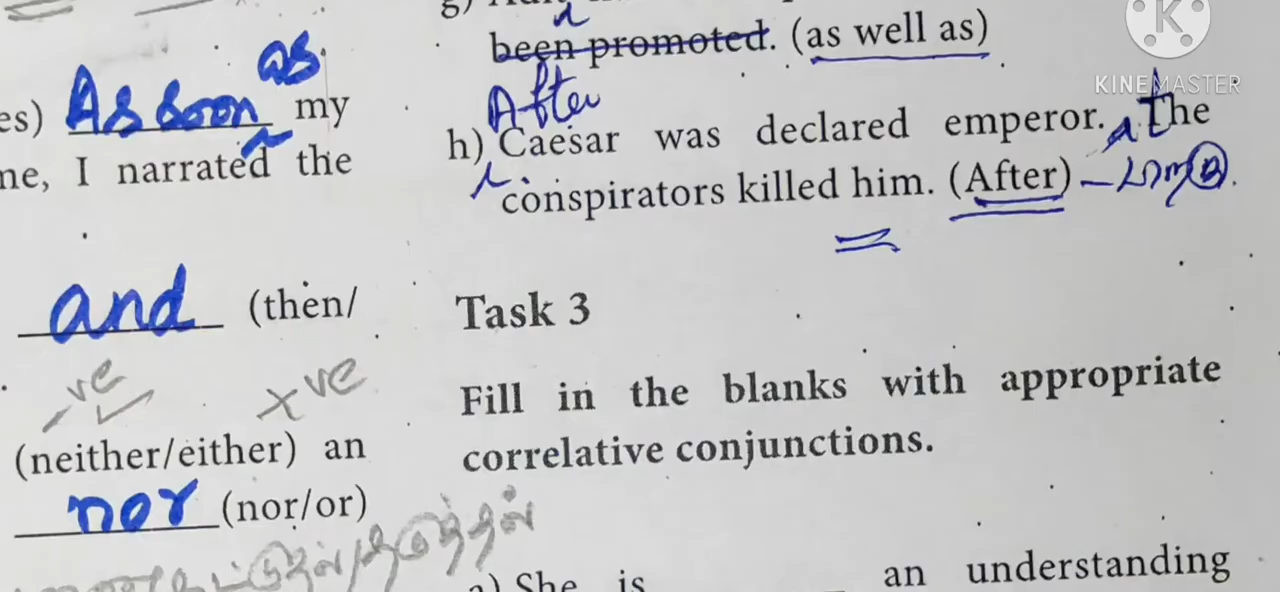 es) As soon as my
ne, I narrated the
and (then/
ve ve
(neither/either) an
nor (nor/or)
g)
been promoted. (as well as)
KINEMASTER
After
h) Caesar was declared emperor. The
conspirators killed him. (After) –
Task 3
Fill in the blanks with appropriate
correlative conjunctions.
a) She is an understanding